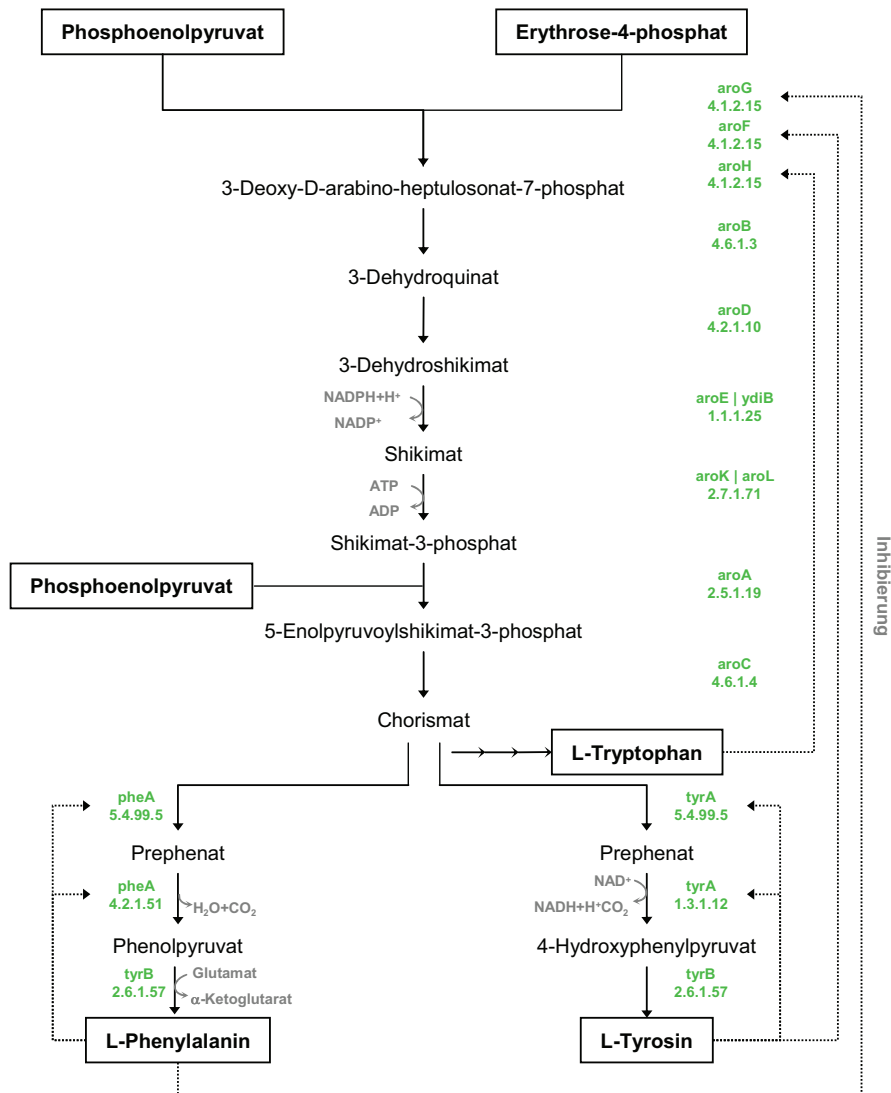 Phosphoenolpyruvat
Erythrose-4-phosphat
aroG
4.1.2.15
aroF
4.1.2.15
aroH
4.1.2.15
3-Deoxy-D-arabino-heptulosonat-7-phosphat
aroB
4.6.1.3
3-Dehydroquinat
aroD
4.2.1.10
3-Dehydroshikimat
NADPH+H⁺
NADP⁺
aroE | ydiB
1.1.1.25
Shikimat
ATP
ADP
aroK | aroL
2.7.1.71
Shikimat-3-phosphat
Phosphoenolpyruvat
aroA
2.5.1.19
Inhibierung
5-Enolpyruvoylshikimat-3-phosphat
aroC
4.6.1.4
Chorismat
L-Tryptophan
pheA
5.4.99.5
tyrA
5.4.99.5
Prephenat
Prephenat
pheA
4.2.1.51
H₂O+CO₂
NAD⁺
NADH+H⁺CO₂
tyrA
1.3.1.12
Phenolpyruvat
4-Hydroxyphenylpyruvat
tyrB
2.6.1.57
Glutamat
α-Ketoglutarat
tyrB
2.6.1.57
L-Phenylalanin
L-Tyrosin